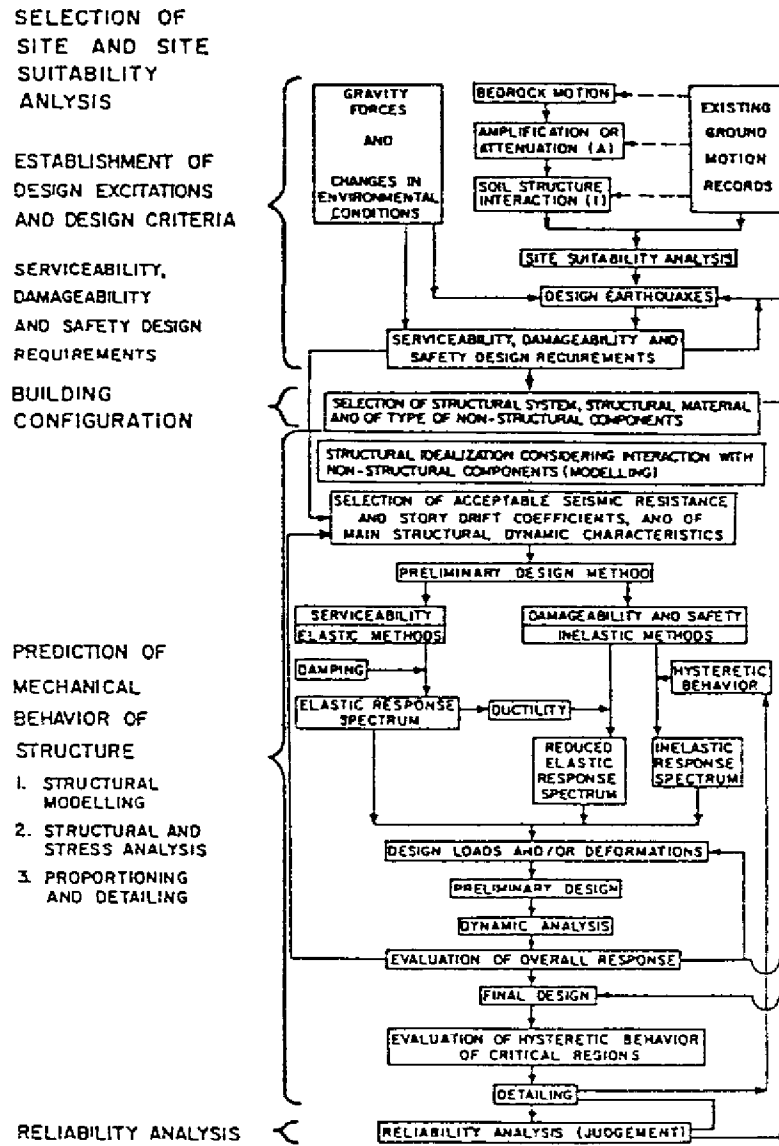 SELECTION OF
SITE AND SITE
SUITABILITY
ANLYSIS
ESTABLISHMENT OF
DESIGN EXCITATIONS
AND DESIGN CRITERIA
SERVICEABILITY,
DAMAGEABILITY
AND SAFETY DESIGN
REQUIREMENTS
BUILDING
CONFIGURATION
PREDICTION OF
MECHANICAL
BEHAVIOR OF
STRUCTURE
1. STRUCTURAL
MODELLING
2. STRUCTURAL AND
STRESS ANALYSIS
3. PROPORTIONING
AND DETAILING
RELIABILITY ANALYSIS
GRAVITY
FORCES
AND
CHANGES IN
ENVIRONMENTAL
CONDITIONS
BEDROCK MOTION
AMPLIFICATION OR
ATTENUATION (A)
SOIL STRUCTURE
INTERACTION (I)
EXISTING
GROUND
MOTION
RECORDS
SITE SUITABILITY ANALYSIS
DESIGN EARTHQUAKES
SERVICEABILITY, DAMAGEABILITY AND
SAFETY DESIGN REQUIREMENTS
SELECTION OF STRUCTURAL SYSTEM, STRUCTURAL MATERIAL
AND OF TYPE OF NON-STRUCTURAL COMPONENTS
STRUCTURAL IDEALIZATION CONSIDERING INTERACTION WITH
NON-STRUCTURAL COMPONENTS (MODELLING)
SELECTION OF ACCEPTABLE SEISMIC RESISTANCE
AND STORY DRIFT COEFFICIENTS, AND OF
MAIN STRUCTURAL DYNAMIC CHARACTERISTICS
PRELIMINARY DESIGN METHOD
SERVICEABILITY
ELASTIC METHODS
DAMAGEABILITY AND SAFETY
INELASTIC METHODS
DAMPING
HYSTERETIC
BEHAVIOR
ELASTIC RESPONSE
SPECTRUM
DUCTILITY
REDUCED
ELASTIC
RESPONSE
SPECTRUM
INELASTIC
RESPONSE
SPECTRUM
DESIGN LOADS AND/OR DEFORMATIONS
PRELIMINARY DESIGN
DYNAMIC ANALYSIS
EVALUATION OF OVERALL RESPONSE
FINAL DESIGN
EVALUATION OF HYSTERETIC BEHAVIOR
OF CRITICAL REGIONS
DETAILING
RELIABILITY ANALYSIS (JUDGEMENT)